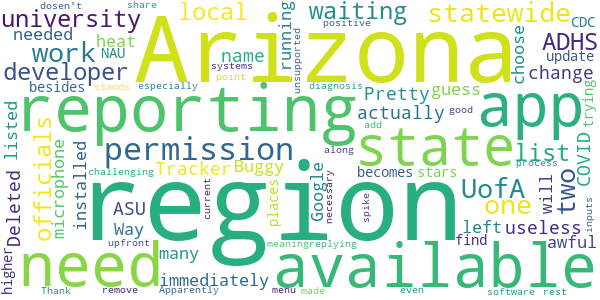 dosen't share
university local waiting statewide CDC
needed heat Arizona running positive choose ADHS
work NAU name systems unsupported update
developer besides point stands especially diagnosis change
reporting Pretty guess trying app
listed officials microphone actually add good COVID
permission state list
challenging Tracker Buggy Google along becomes stars process two
Deleted installed region places necessary UofA one will
ASU current spike left useless inputs
higher Way upfront many meaningreplying find awful
need immediately available
Thank remove Apparently menu made even software rest